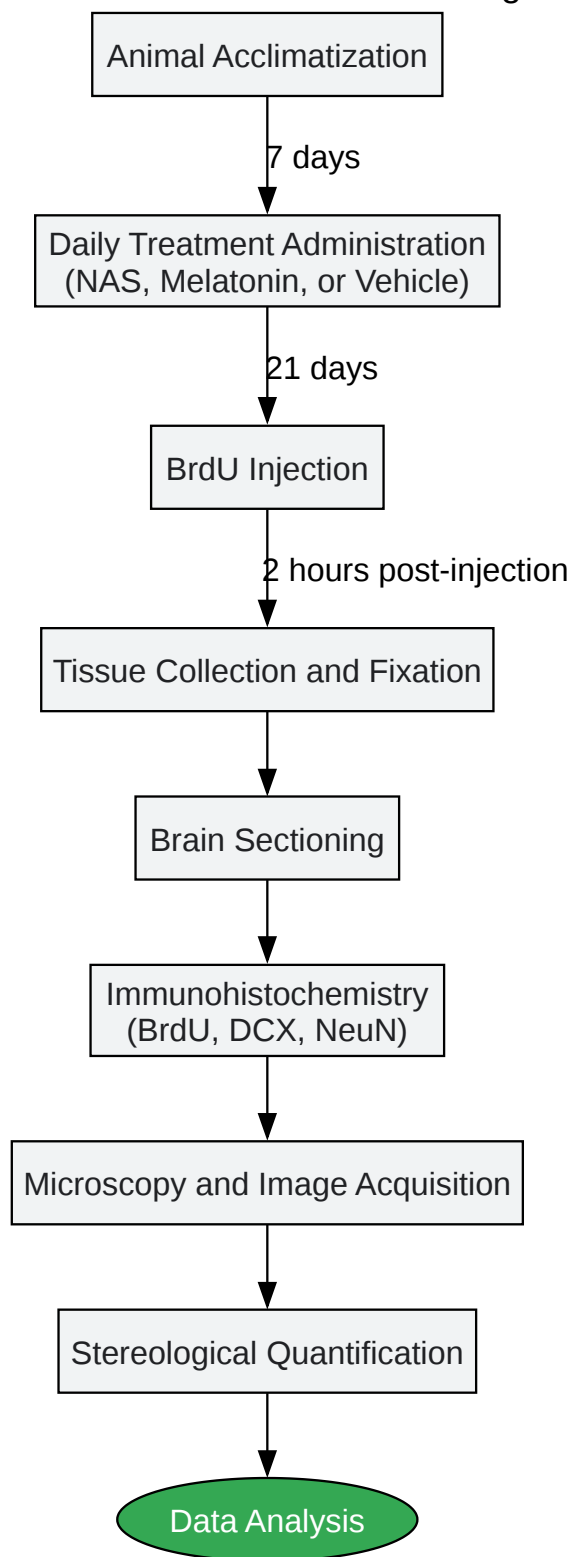 Animal Acclimatization
7 days
Daily Treatment Administration
(NAS, Melatonin, or Vehicle)
21 days
BrdU Injection
2 hours post-injection
Tissue Collection and Fixation
Brain Sectioning
Immunohistochemistry
(BrdU, DCX, NeuN)
Microscopy and Image Acquisition
Stereological Quantification
Data Analysis